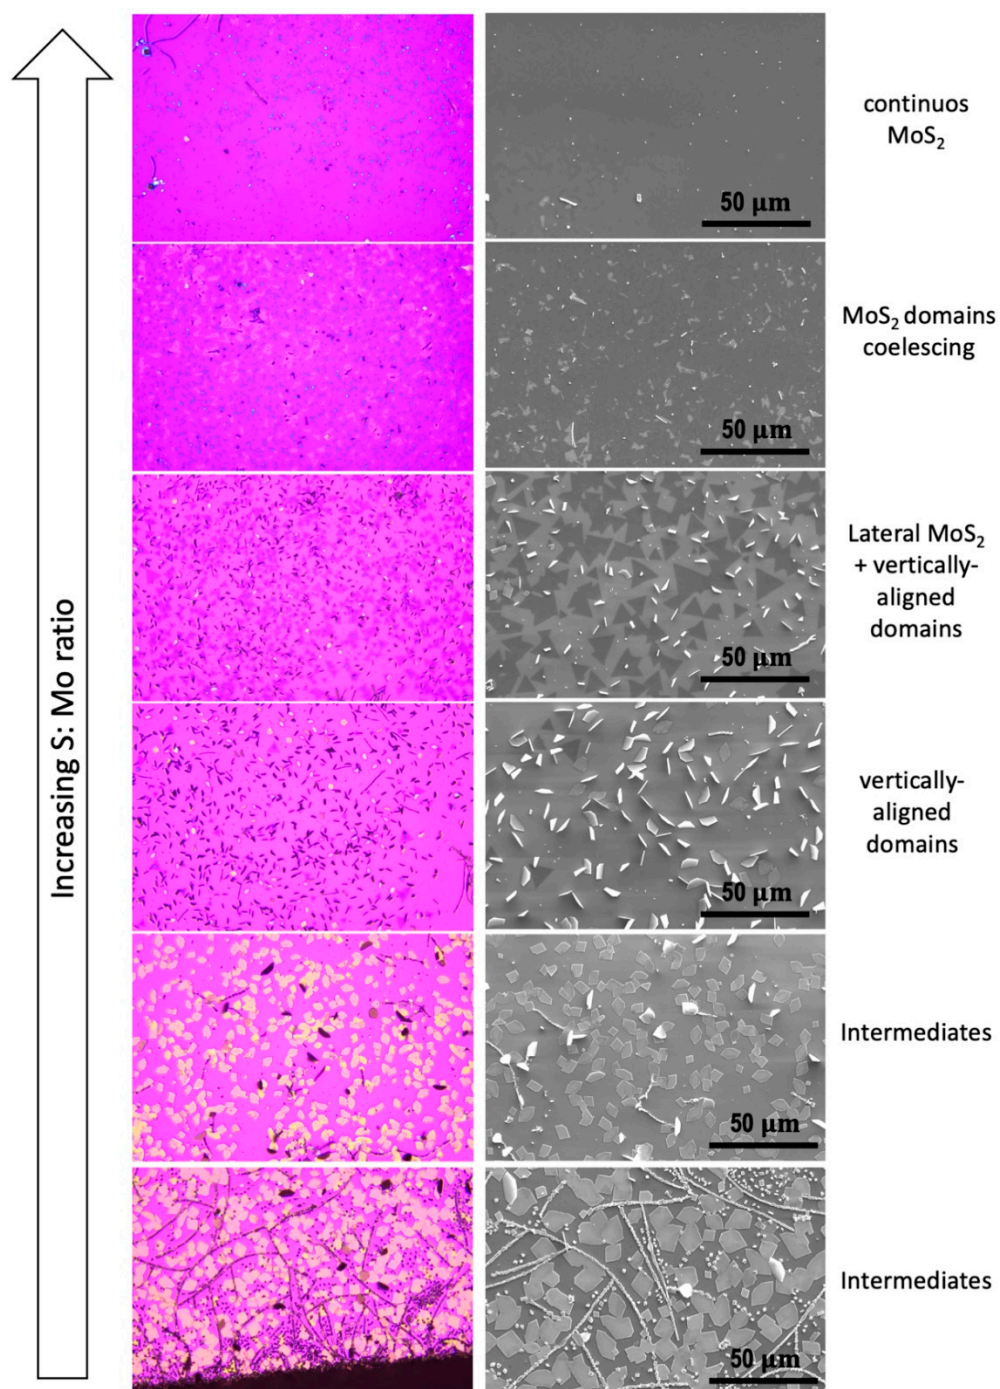 Increasing S: Mo ratio
50 µm
continuos
MoS₂
50 µm
MoS₂ domains
coelescing
50 µm
Lateral MoS₂
+ vertically-
aligned
domains
50 µm
vertically-
aligned
domains
50 µm
Intermediates
50 µm
Intermediates